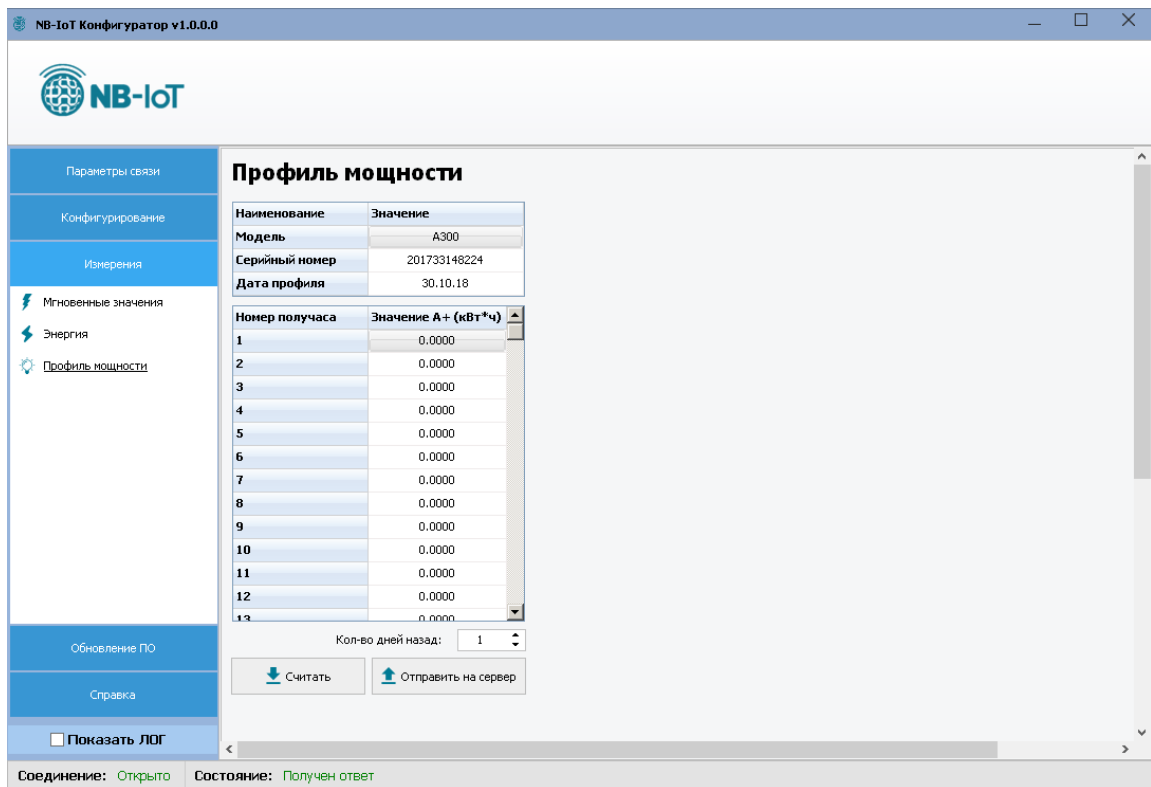 NB-IoT Конфигуратор v1.0.0.0
NB-IoT
Параметры связи
Конфигурирование
Измерения
Мгновенные значения
Энергия
Профиль мощности
Обновление ПО
Справка
Показать ЛОГ
Профиль мощности
Наименование Значение
Модель A300
Серийный номер 201733148224
Дата профиля 30.10.18
Номер получаса Значение А+ (кВт*ч)
1 0.0000
2 0.0000
3 0.0000
4 0.0000
5 0.0000
6 0.0000
7 0.0000
8 0.0000
9 0.0000
10 0.0000
11 0.0000
12 0.0000
13 0.0000
Кол-во дней назад: 1
Считать Отправить на сервер
Соединение: Открыто Состояние: Получен ответ